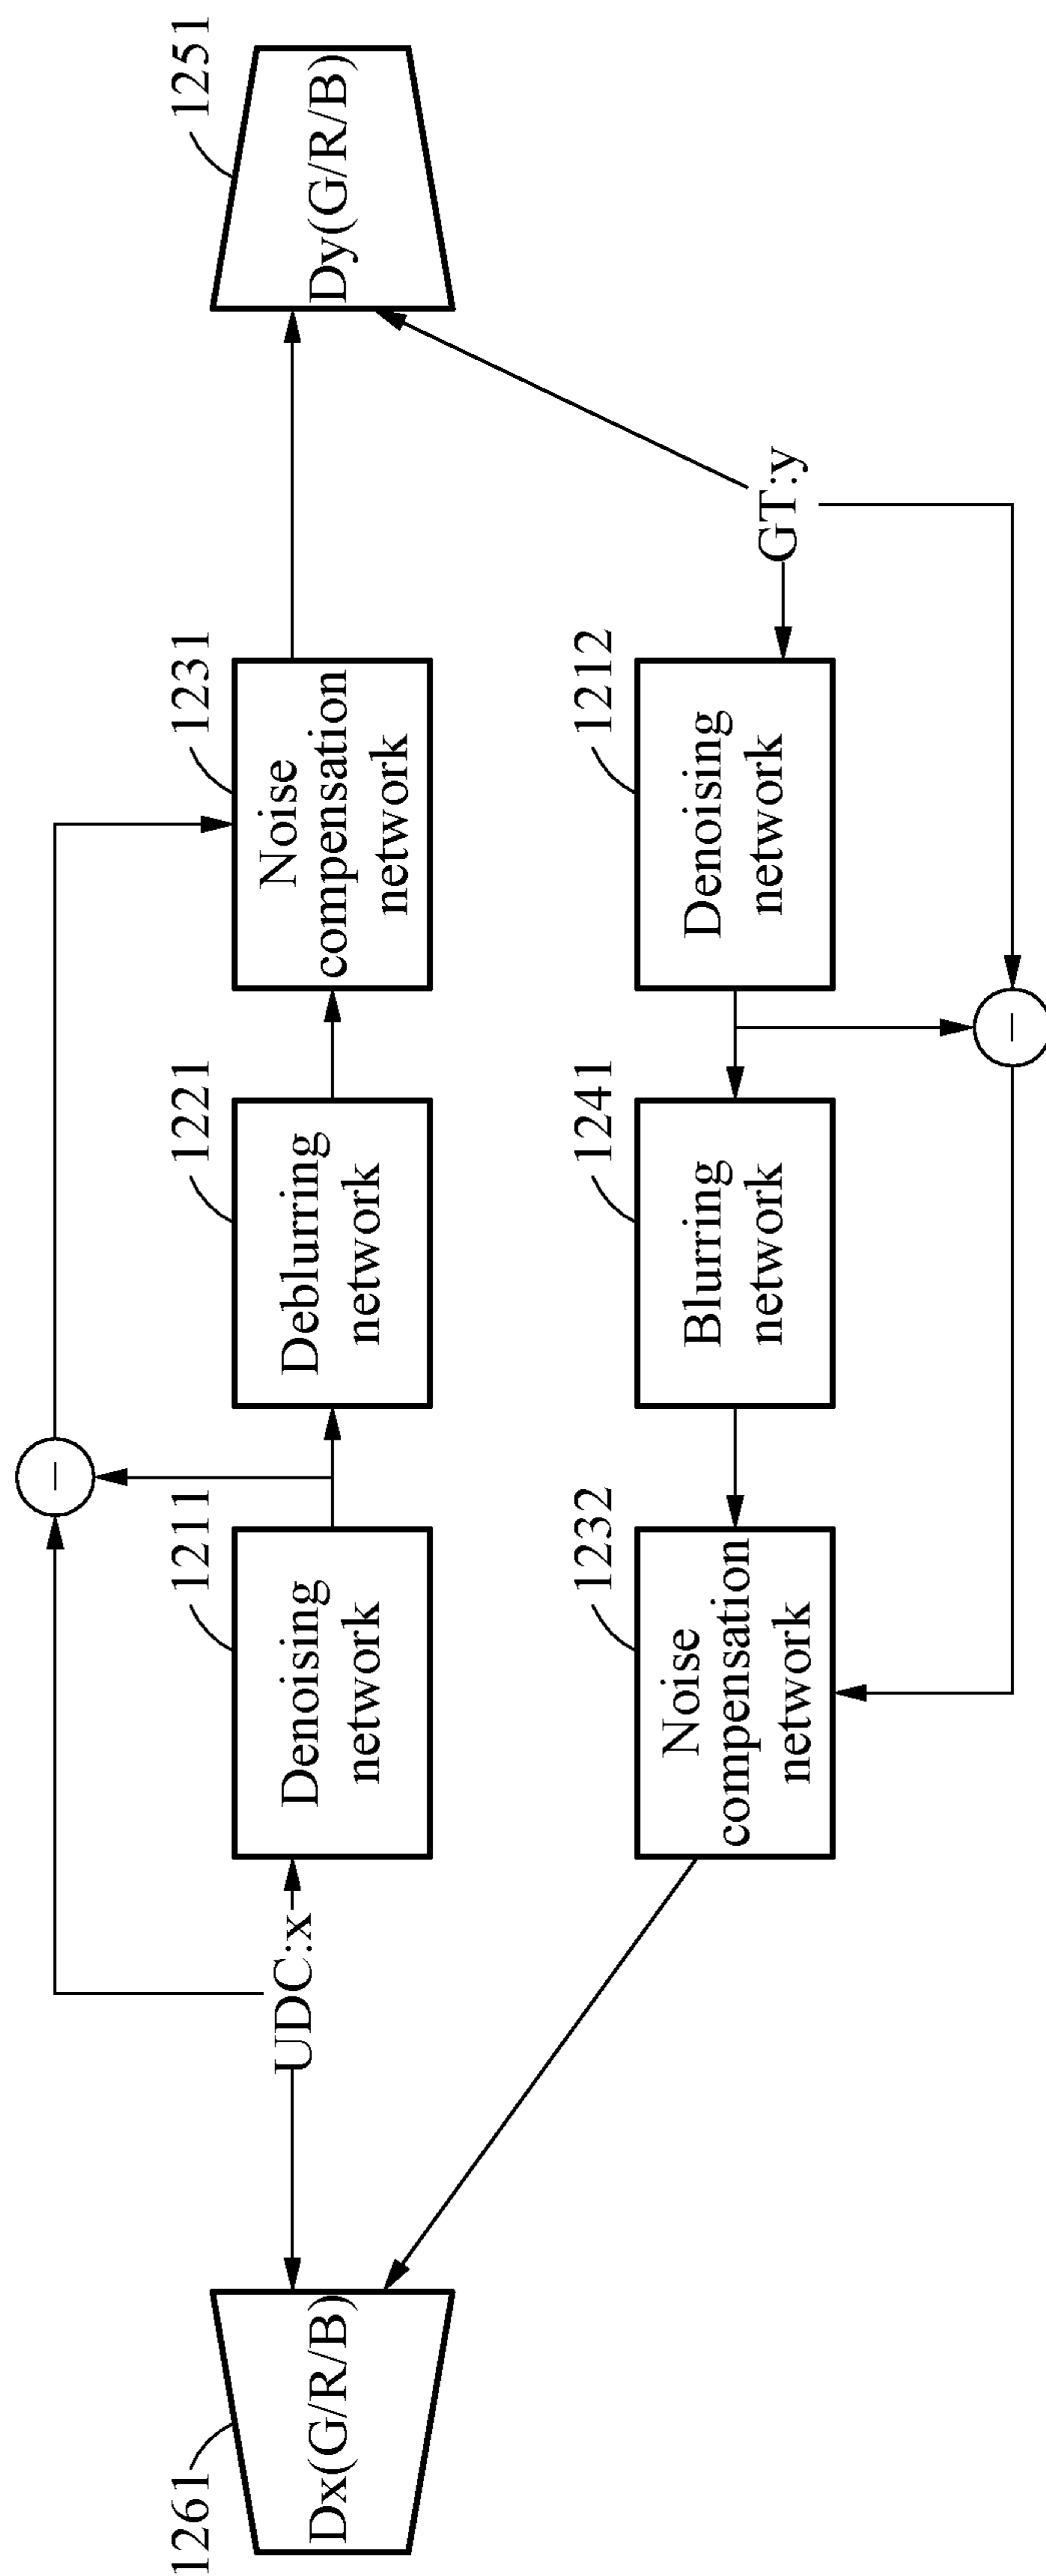 1261
Dx(G/R/B)
UDC:x
1211
Denoising
network
−
1221
Deblurring
network
1231
Noise
compensation
network
1251
Dy(G/R/B)
1232
Noise
compensation
network
1241
Blurring
network
1212
Denoising
network
GT:y
−